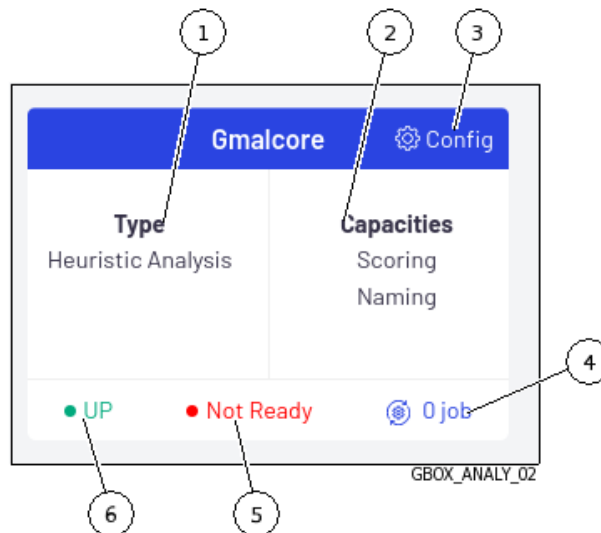 1 2 3
Gmalcore Config
Type Capacities
Heuristic Analysis Scoring
Naming
4
UP Not Ready 0 job
GBOX_ANALY_02
6 5